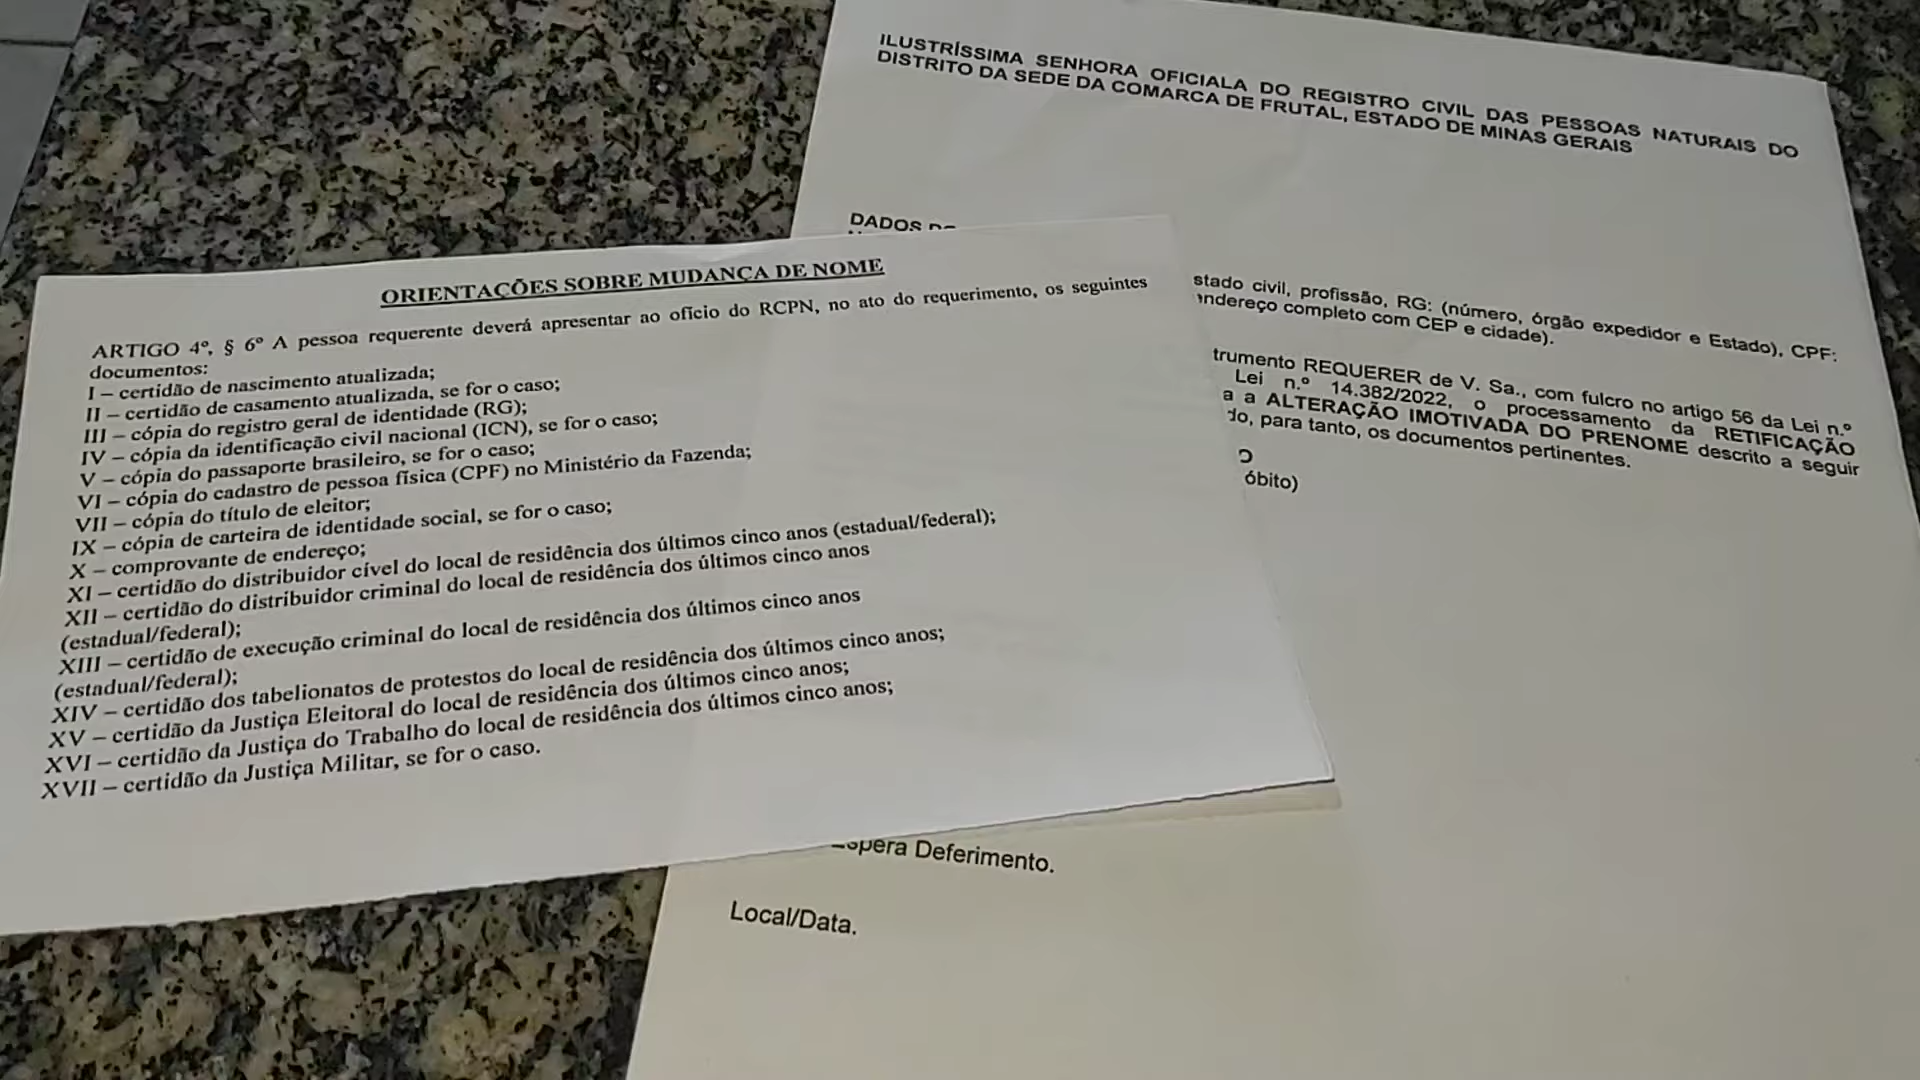 ILUSTRÍSSIMA SENHORA OFICIALA DO REGISTRO CIVIL DAS PESSOAS NATURAIS DO
DISTRITO DA SEDE DA COMARCA DE FRUTAL, ESTADO DE MINAS GERAIS
DADOS
stado civil, profissão, RG: (número, órgão expedidor e Estado), CPF:
ndereço completo com CEP e cidade).
trumento REQUERER de V. Sa., com fulcro no artigo 56 da Lei n.º
Lei n.º 14.382/2022, o processamento da RETIFICAÇÃO
a a ALTERAÇÃO IMOTIVADA DO PRENOME descrito a seguir
do, para tanto, os documentos pertinentes.
O
óbito)
ORIENTAÇÕES SOBRE MUDANÇA DE NOME
ARTIGO 4º, § 6º A pessoa requerente deverá apresentar ao ofício do RCPN, no ato do requerimento, os seguintes
documentos:
I – certidão de nascimento atualizada;
II – certidão de casamento atualizada, se for o caso;
III – cópia do registro geral de identidade (RG);
IV – cópia da identificação civil nacional (ICN), se for o caso;
V – cópia do passaporte brasileiro, se for o caso;
VI – cópia do cadastro de pessoa física (CPF) no Ministério da Fazenda;
VII – cópia do título de eleitor;
IX – cópia de carteira de identidade social, se for o caso;
X – comprovante de endereço;
XI – certidão do distribuidor cível do local de residência dos últimos cinco anos (estadual/federal);
XII – certidão do distribuidor criminal do local de residência dos últimos cinco anos
(estadual/federal);
XIII – certidão de execução criminal do local de residência dos últimos cinco anos
(estadual/federal);
XIV – certidão dos tabelionatos de protestos do local de residência dos últimos cinco anos;
XV – certidão da Justiça Eleitoral do local de residência dos últimos cinco anos;
XVI – certidão da Justiça do Trabalho do local de residência dos últimos cinco anos;
XVII – certidão da Justiça Militar, se for o caso.
Espera Deferimento.
Local/Data.